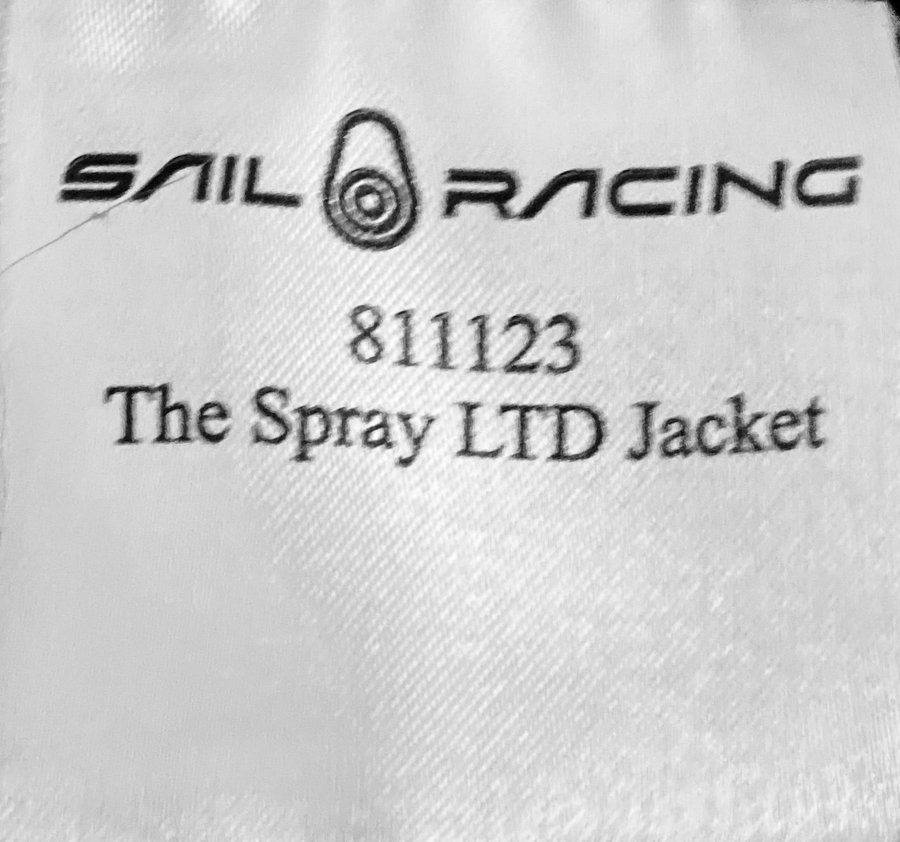 SAIL RACING
811123
The Spray LTD Jacket